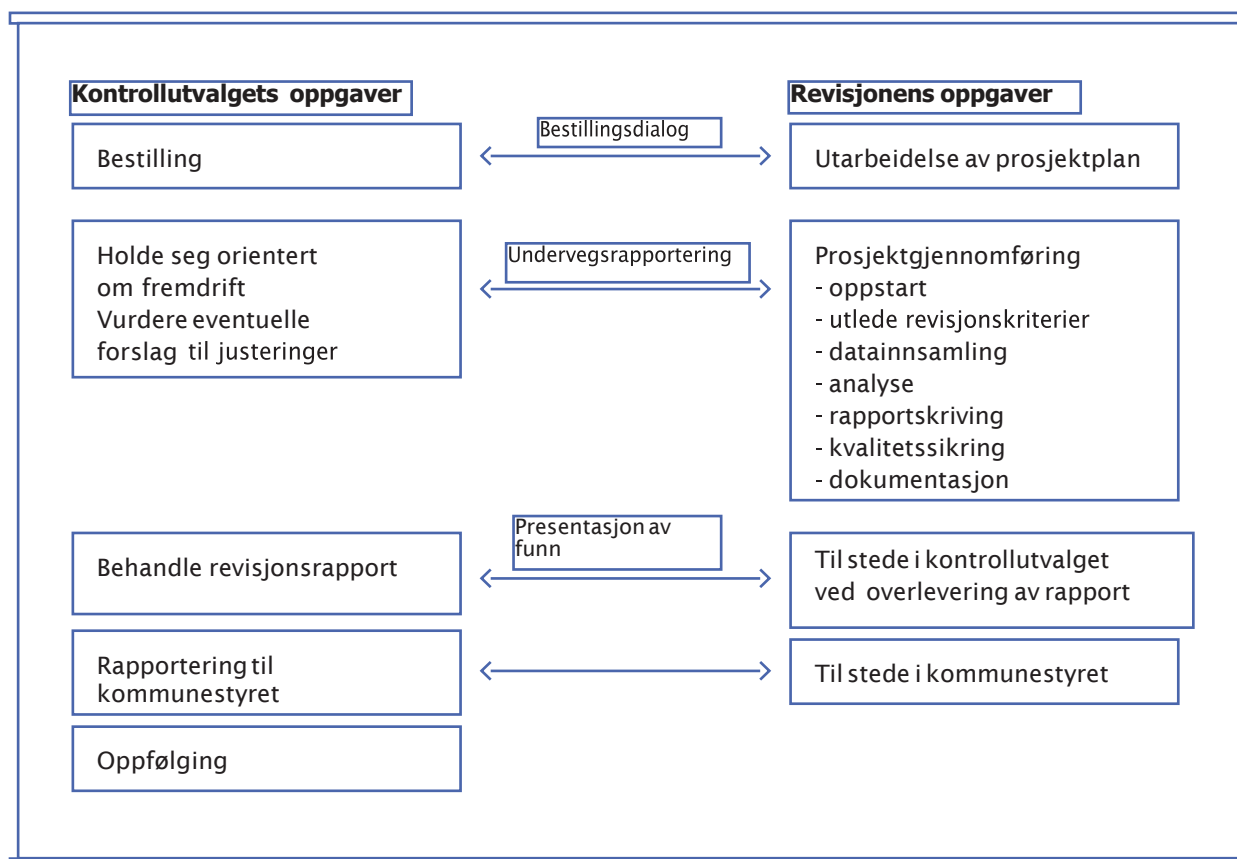 Kontrollutvalgets oppgaver
Revisjonens oppgaver
Bestilling
Bestillingsdialog
Utarbeidelse av prosjektplan
Holde seg orientert
om fremdrift
Vurdere eventuelle
forslag til justeringer
Undervegsrapportering
Prosjektgjennomføring
- oppstart
- utlede revisjonskriterier
- datainnsamling
- analyse
- rapportskriving
- kvalitetssikring
- dokumentasjon
Behandle revisjonsrapport
Presentasjon av
funn
Til stede i kontrollutvalget
ved overlevering av rapport
Rapportering til
kommunestyret
Til stede i kommunestyret
Oppfølging